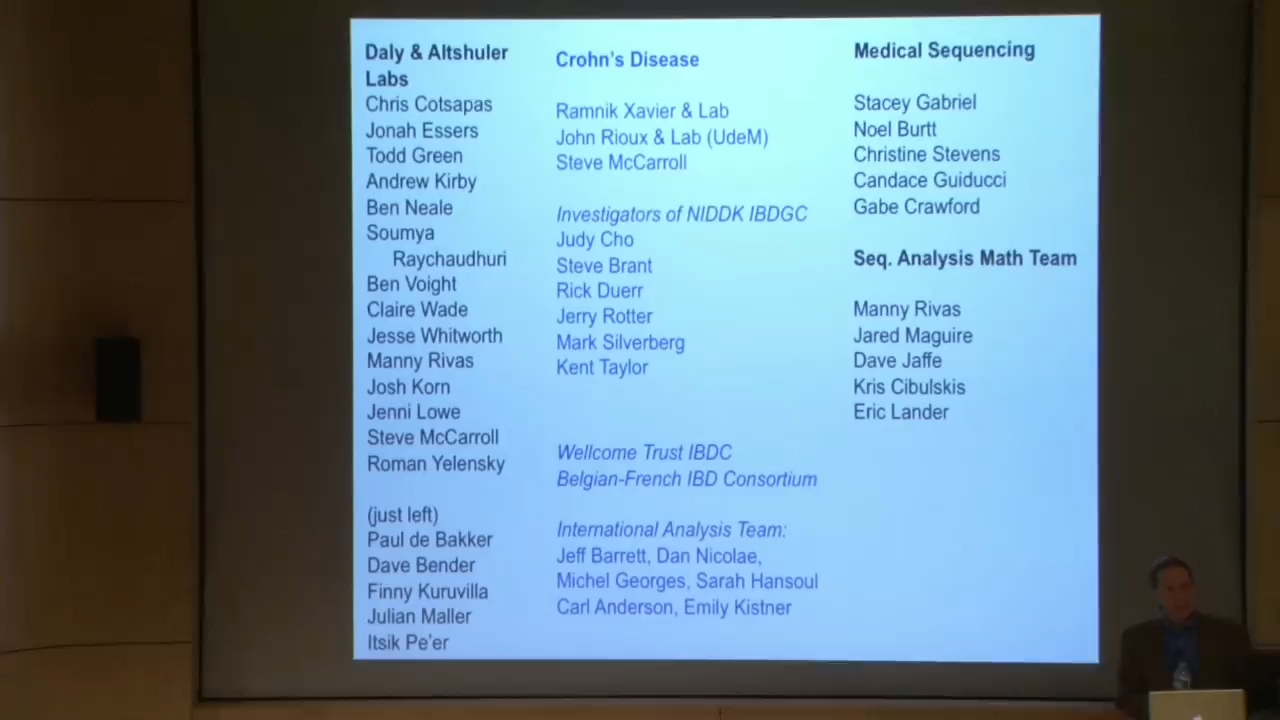 Daly & Altshuler
Labs
Chris Cotsapas
Jonah Essers
Todd Green
Andrew Kirby
Ben Neale
Soumya
Raychaudhuri
Ben Voight
Claire Wade
Jesse Whitworth
Manny Rivas
Josh Korn
Jenni Lowe
Steve McCarroll
Roman Yelensky
(just left)
Paul de Bakker
Dave Bender
Finny Kuruvilla
Julian Maller
Itsik Pe'er
Crohn's Disease
Ramnik Xavier & Lab
John Rioux & Lab (UdeM)
Steve McCarroll
Investigators of NIDDK IBDGC
Judy Cho
Steve Brant
Rick Duerr
Jerry Rotter
Mark Silverberg
Kent Taylor
Wellcome Trust IBDC
Belgian-French IBD Consortium
International Analysis Team:
Jeff Barrett, Dan Nicolae,
Michel Georges, Sarah Hansoul
Carl Anderson, Emily Kistner
Medical Sequencing
Stacey Gabriel
Noel Burtt
Christine Stevens
Candace Guiducci
Gabe Crawford
Seq. Analysis Math Team
Manny Rivas
Jared Maguire
Dave Jaffe
Kris Cibulskis
Eric Lander